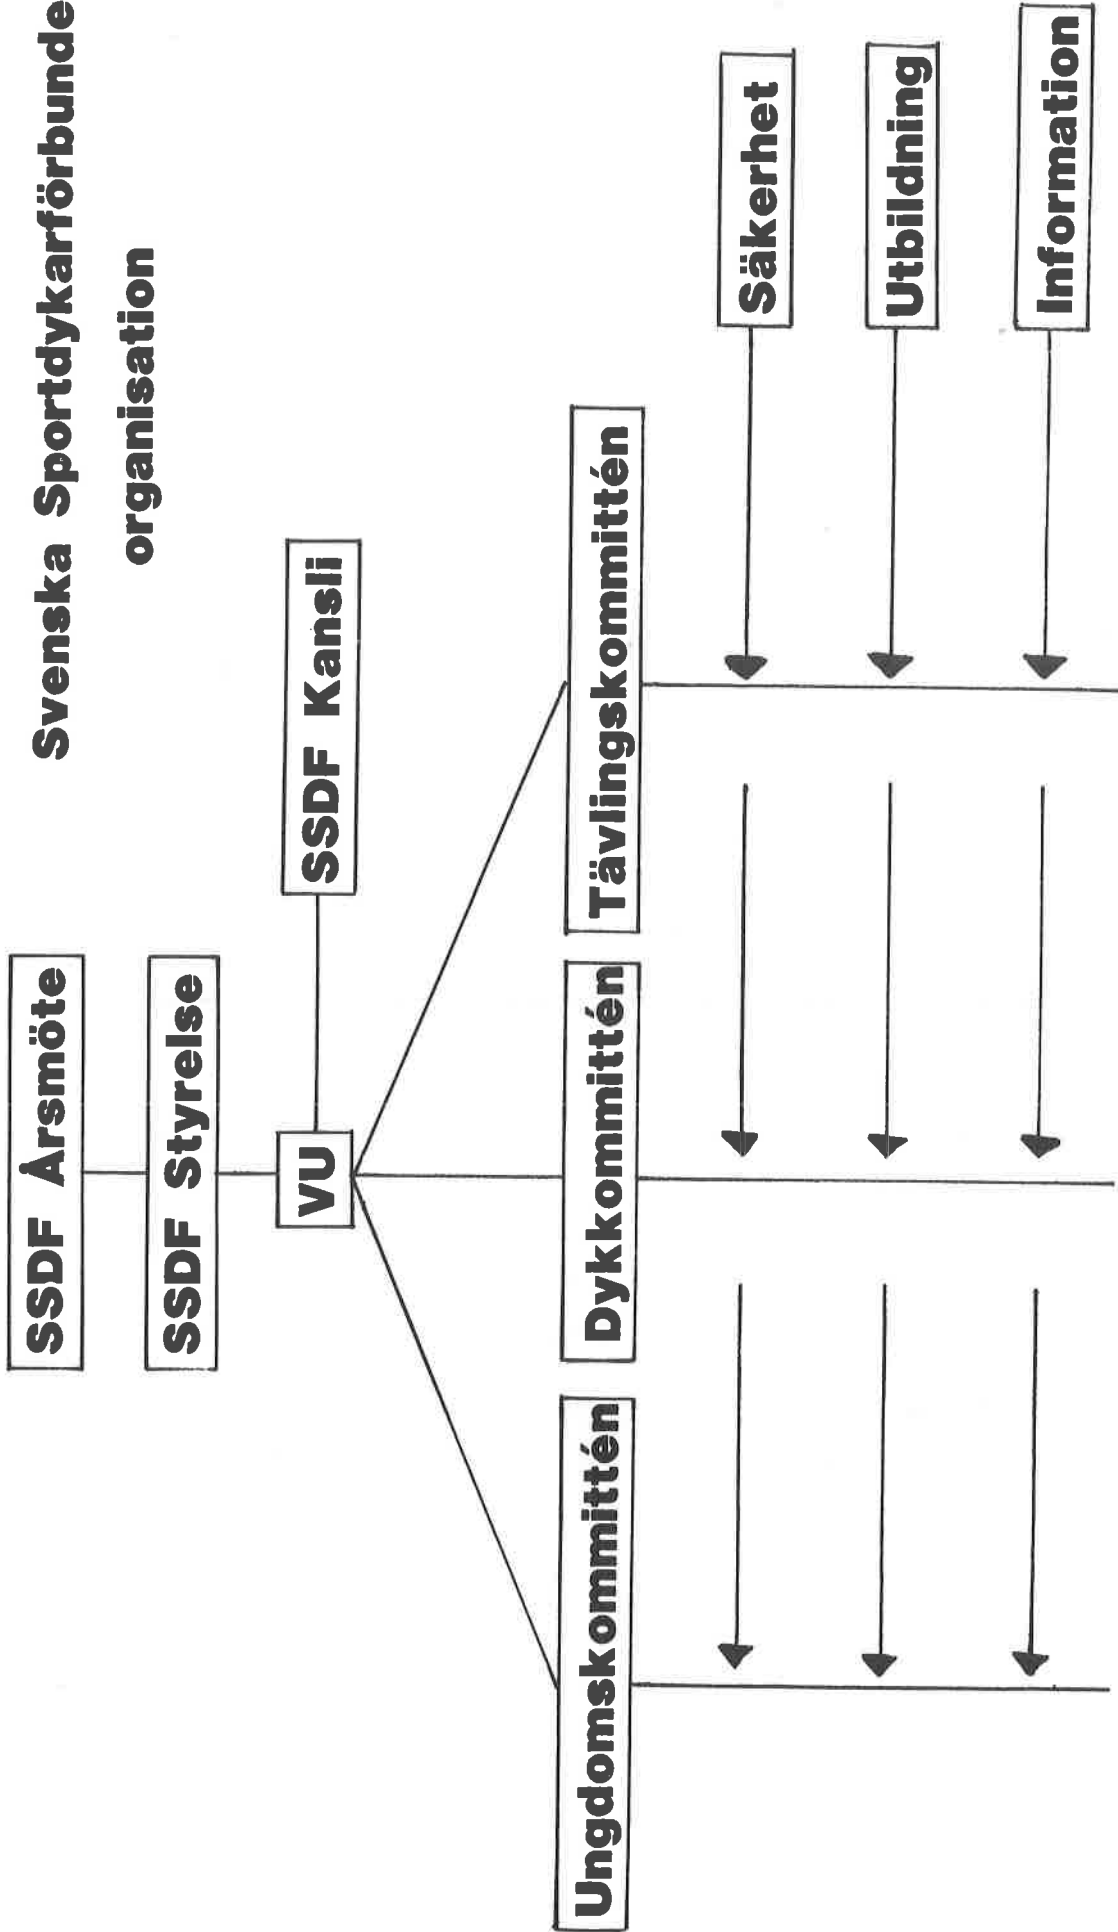 Svenska Sportdykarförbunde
organisation
SSDF Årsmöte
SSDF Styrelse
VU
SSDF Kansli
Ungdomskommittén
Dykkommittén
Tävlingskommittén
Säkerhet
Utbildning
Information